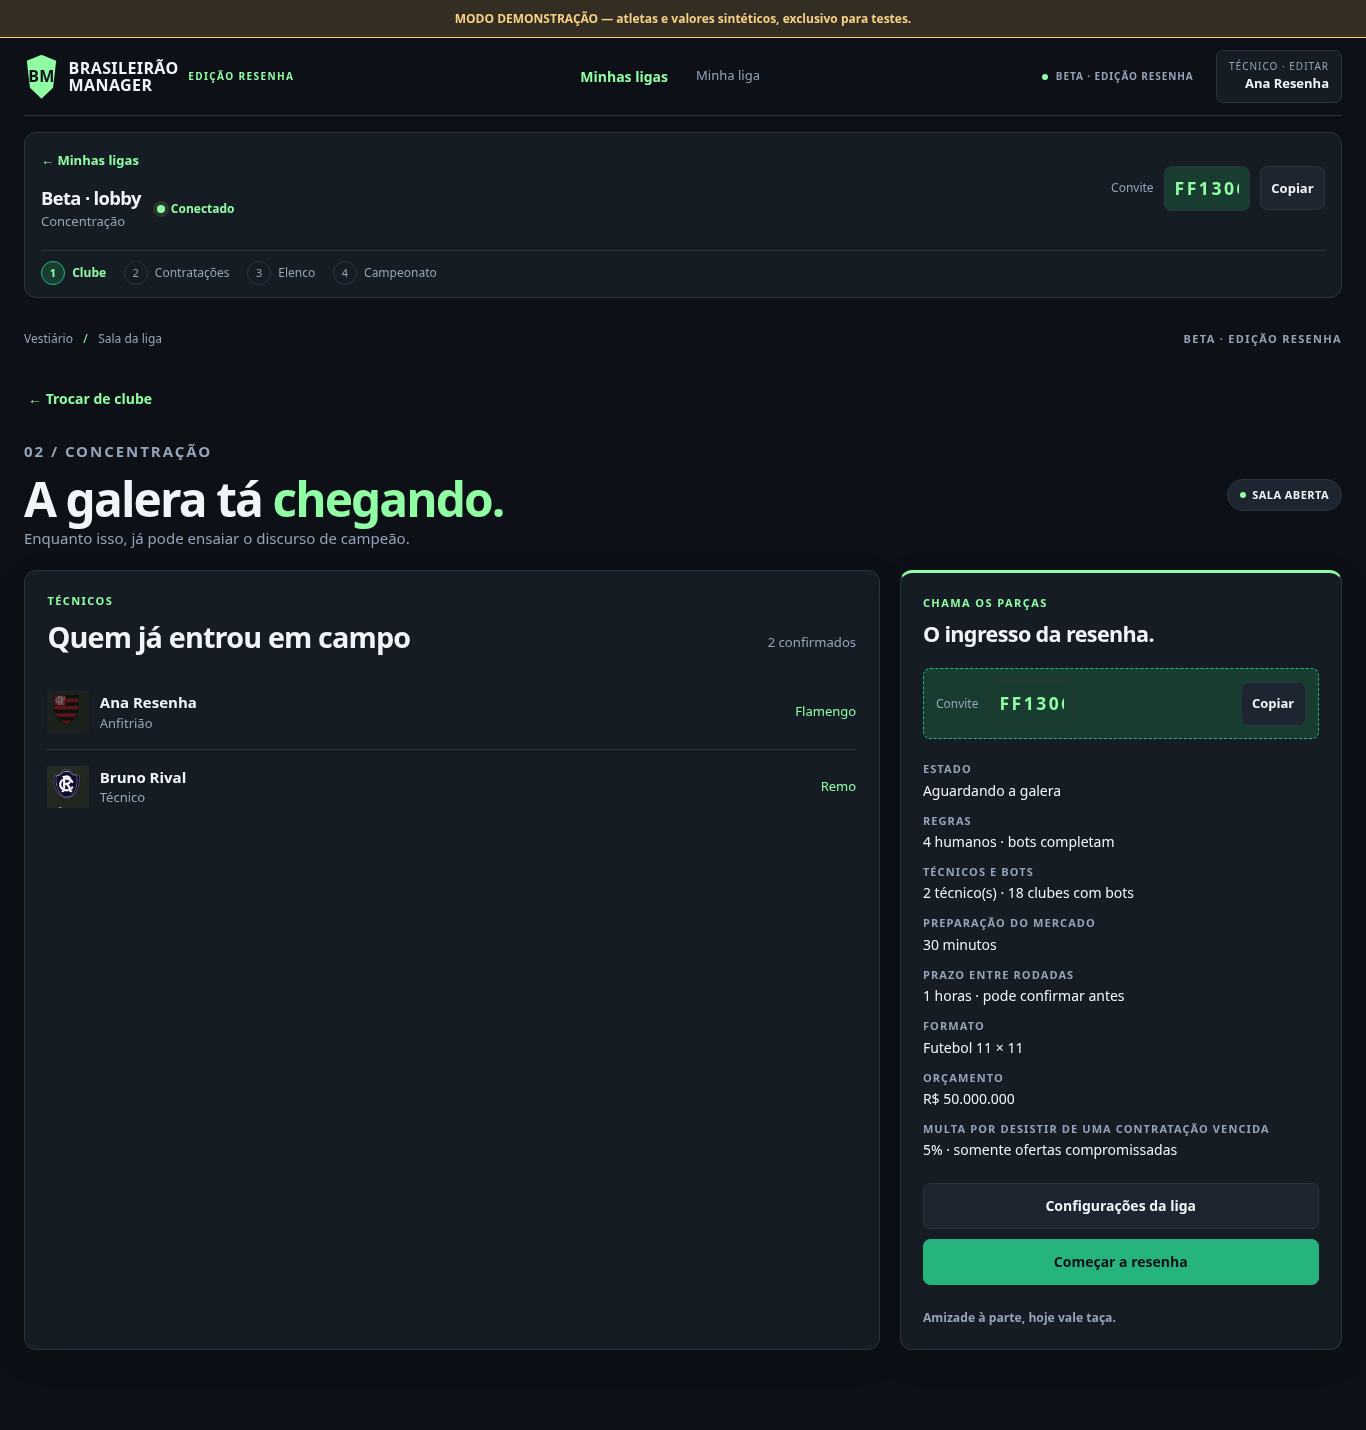 MODO DEMONSTRAÇÃO — atletas e valores sintéticos, exclusivo para testes.
BM
BRASILEIRÃO
MANAGER
EDIÇÃO RESENHA
Minhas ligas
Minha liga
BETA · EDIÇÃO RESENHA
TÉCNICO · EDITAR
Ana Resenha
← Minhas ligas
Beta · lobby
Concentração
Conectado
Convite
FF130
Copiar
1 Clube
2 Contratações
3 Elenco
4 Campeonato
Vestiário / Sala da liga
BETA · EDIÇÃO RESENHA
← Trocar de clube
02 / CONCENTRAÇÃO
A galera tá chegando.
Enquanto isso, já pode ensaiar o discurso de campeão.
SALA ABERTA
TÉCNICOS
Quem já entrou em campo
2 confirmados
Ana Resenha
Anfitrião
Flamengo
Bruno Rival
Técnico
Remo
CHAMA OS PARÇAS
O ingresso da resenha.
Convite
FF130
Copiar
ESTADO
Aguardando a galera
REGRAS
4 humanos · bots completam
TÉCNICOS E BOTS
2 técnico(s) · 18 clubes com bots
PREPARAÇÃO DO MERCADO
30 minutos
PRAZO ENTRE RODADAS
1 horas · pode confirmar antes
FORMATO
Futebol 11 × 11
ORÇAMENTO
R$ 50.000.000
MULTA POR DESISTIR DE UMA CONTRATAÇÃO VENCIDA
5% · somente ofertas compromissadas
Configurações da liga
Começar a resenha
Amizade à parte, hoje vale taça.